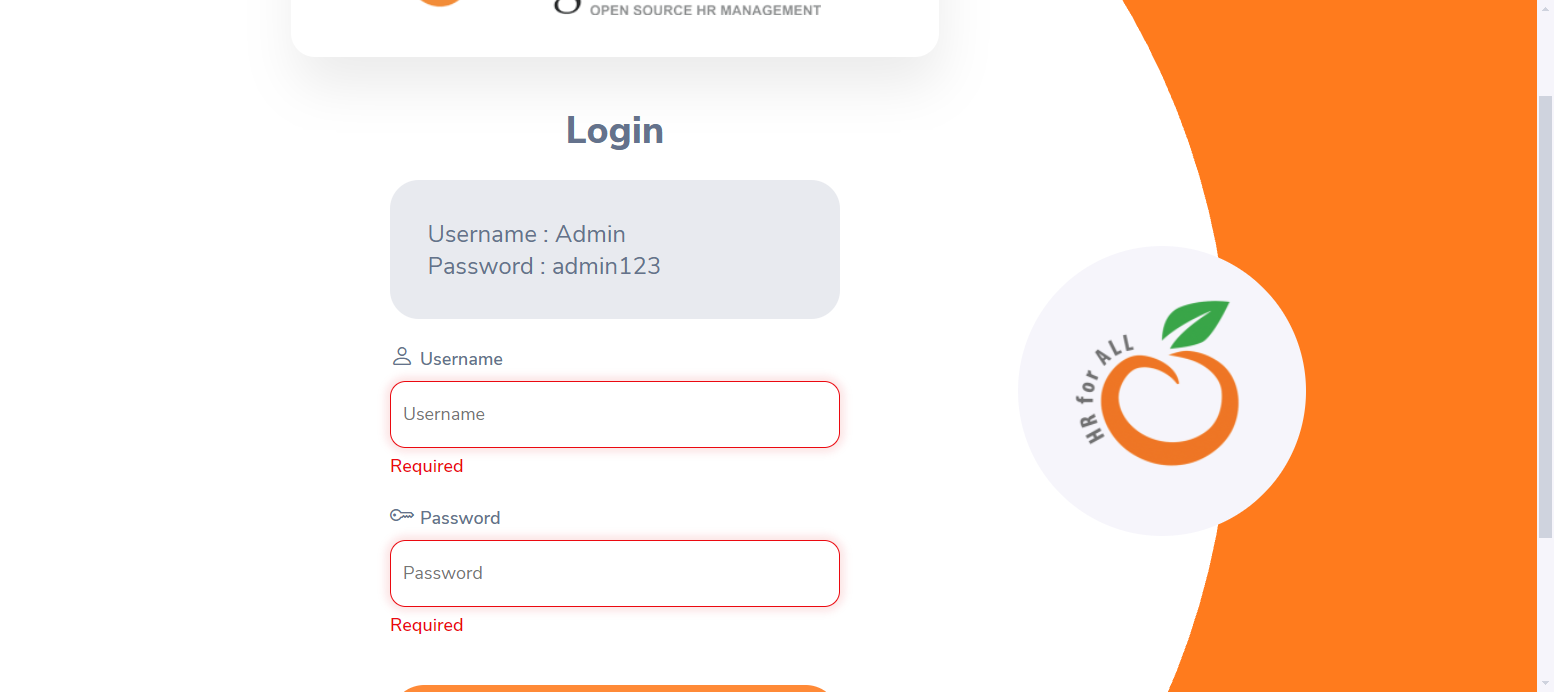 OPEN SOURCE HR MANAGEMENT
Login
Username : Admin
Password : admin123
Username
Username
Required
Password
Password
Required
HR for ALL